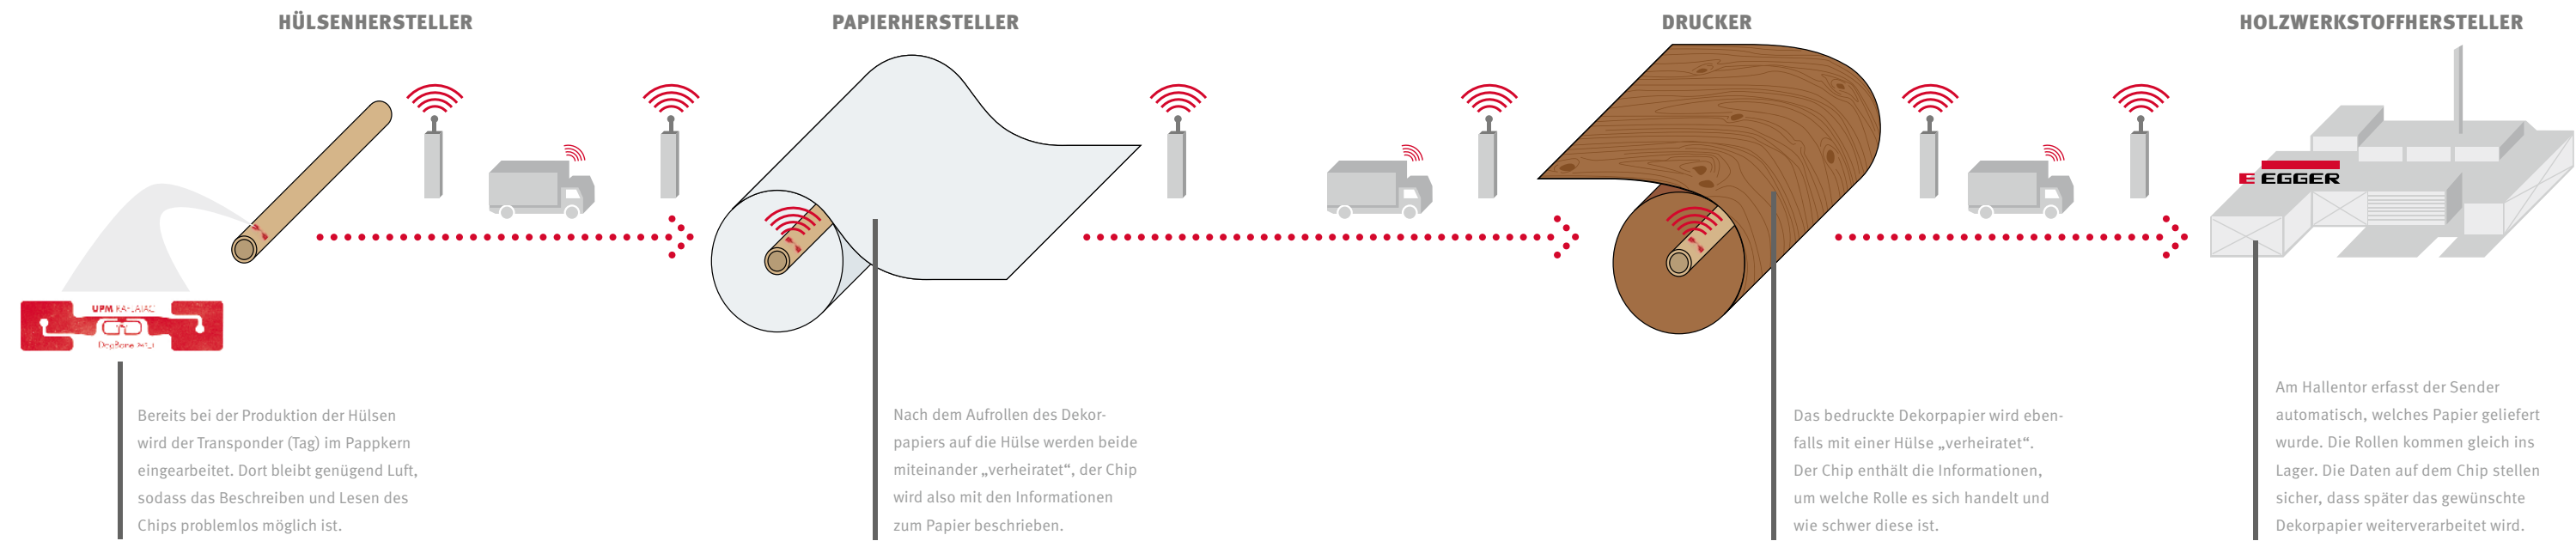 HÜLSENHERSTELLER
PAPIERHERSTELLER
DRUCKER
HOLZWERKSTOFFHERSTELLER
E EGGER
UPM
Bereits bei der Produktion der Hülsen
wird der Transponder (Tag) im Pappkern
eingearbeitet. Dort bleibt genügend Luft,
sodass das Beschreiben und Lesen des
Chips problemlos möglich ist.
Nach dem Aufrollen des Dekor-
papiers auf die Hülse werden beide
miteinander „verheiratet“, der Chip
wird also mit den Informationen
zum Papier beschrieben.
Das bedruckte Dekorpapier wird eben-
falls mit einer Hülse „verheiratet“.
Der Chip enthält die Informationen,
um welche Rolle es sich handelt und
wie schwer diese ist.
Am Hallentor erfasst der Sender
automatisch, welches Papier geliefert
wurde. Die Rollen kommen gleich ins
Lager. Die Daten auf dem Chip stellen
sicher, dass später das gewünschte
Dekorpapier weiterverarbeitet wird.